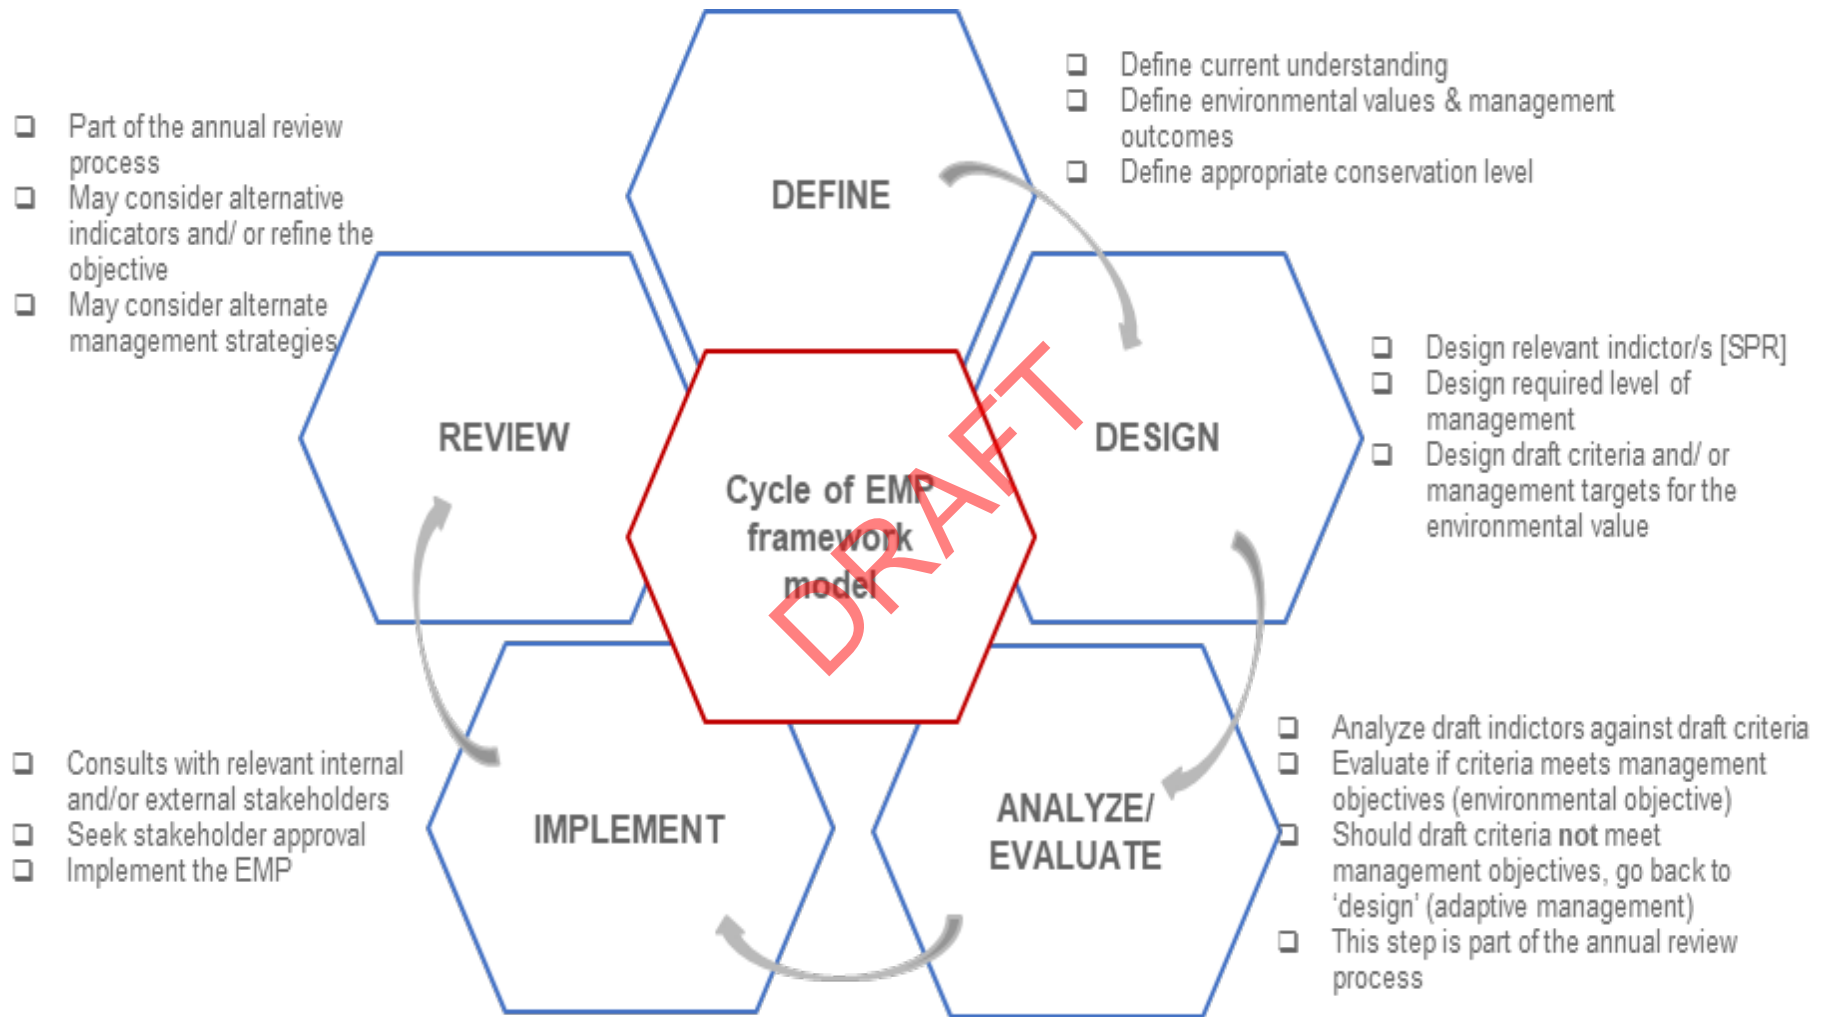 DEFINE
❑ Define current understanding
❑ Define environmental values & management
outcomes
❑ Define appropriate conservation level
DESIGN
❑ Design relevant indictor/s [SPR]
❑ Design required level of
management
❑ Design draft criteria and/ or
management targets for the
environmental value
ANALYZE/
EVALUATE
❑ Analyze draft indictors against draft criteria
❑ Evaluate if criteria meets management
objectives (environmental objective)
❑ Should draft criteria not meet
management objectives, go back to
‘design’ (adaptive management)
❑ This step is part of the annual review
process
IMPLEMENT
❑ Consults with relevant internal
and/or external stakeholders
❑ Seek stakeholder approval
❑ Implement the EMP
REVIEW
❑ Part of the annual review
process
❑ May consider alternative
indicators and/ or refine the
objective
❑ May consider alternate
management strategies
Cycle of EMP
framework
model
DRAFT